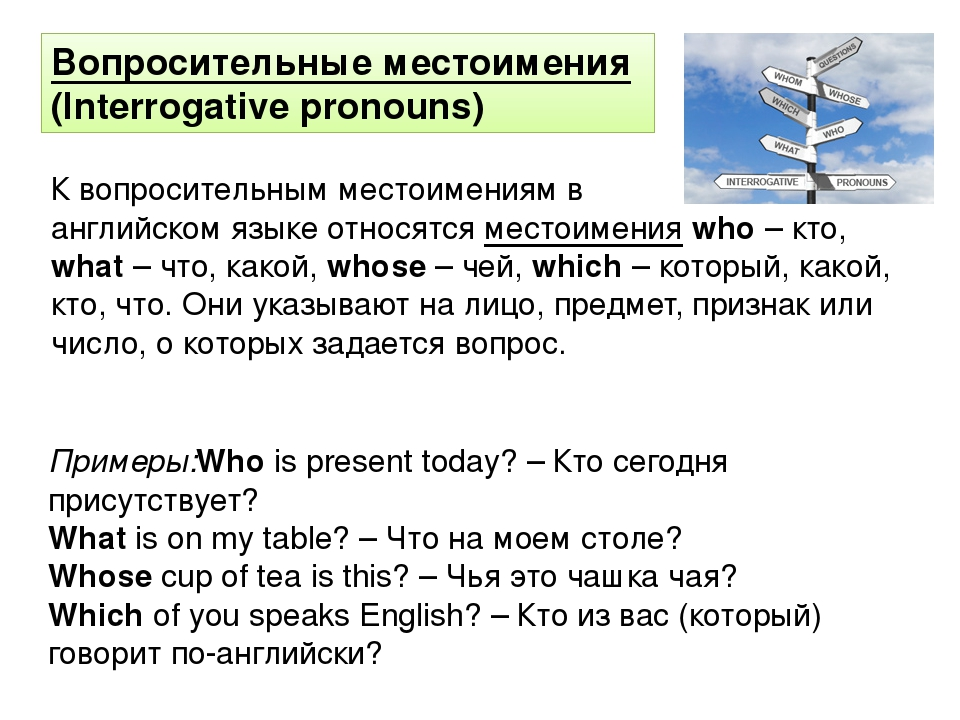 Вопросительные местоимения
(Interrogative pronouns)
QUESTIONS
WHOM
WHOSE
WHICH
WHO
WHAT
INTERROGATIVE PRONOUNS
К вопросительным местоимениям в
английском языке относятся местоимения who – кто,
what – что, какой, whose – чей, which – который, какой,
кто, что. Они указывают на лицо, предмет, признак или
число, о которых задается вопрос.
Примеры:Who is present today? – Кто сегодня
присутствует?
What is on my table? – Что на моем столе?
Whose cup of tea is this? – Чья это чашка чая?
Which of you speaks English? – Кто из вас (который)
говорит по-английски?